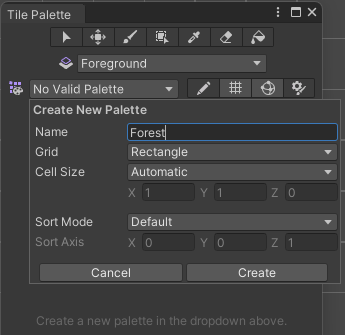 Tile Palette
Foreground
No Valid Palette
Create New Palette
Name Forest
Grid Rectangle
Cell Size Automatic
X 1 Y 1 Z 0
Sort Mode Default
Sort Axis X 0 Y 0 Z 1
Cancel Create
Create a new palette in the dropdown above.